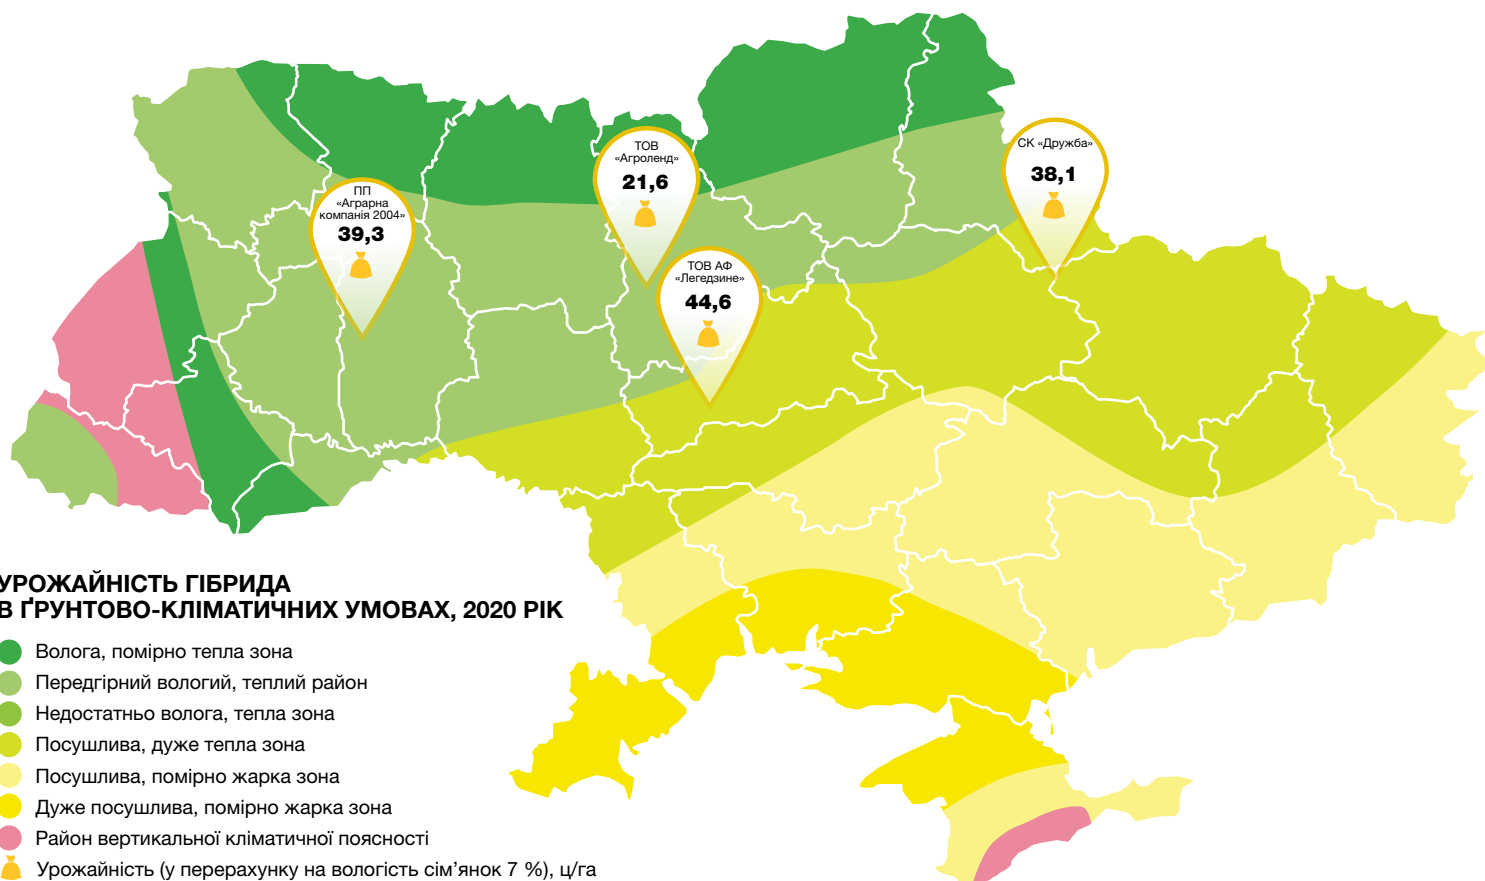 ТОВ
«Агроленд»
21,6
СК «Дружба»
38,1
ПП
«Аграрна
компанія 2004»
39,3
ТОВ АФ
«Легедзине»
44,6
УРОЖАЙНІСТЬ ГІБРИДА
В ҐРУНТОВО-КЛІМАТИЧНИХ УМОВАХ, 2020 РІК
Волога, помірно тепла зона
Передгірний вологий, теплий район
Недостатньо волога, тепла зона
Посушлива, дуже тепла зона
Посушлива, помірно жарка зона
Дуже посушлива, помірно жарка зона
Район вертикальної кліматичної поясності
Урожайність (у перерахунку на вологість сім’янок 7 %), ц/га